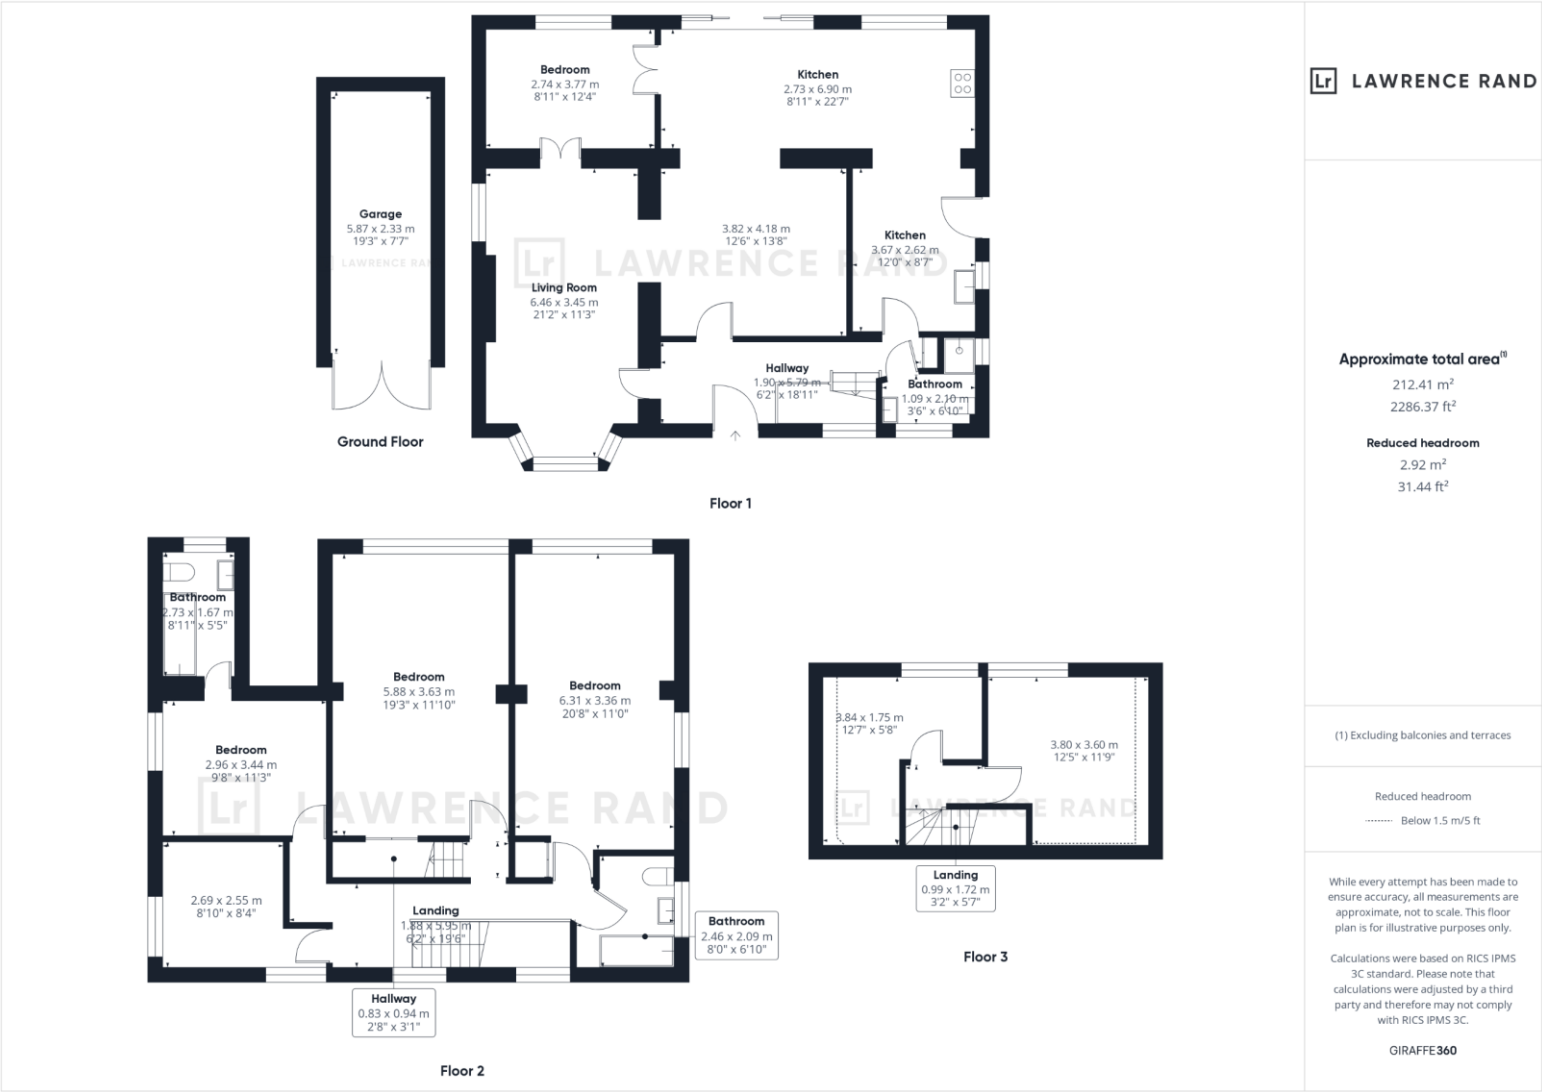 Bedroom
2.74 x 3.77 m
8'11" x 12'4"
Kitchen
2.73 x 6.90 m
8'11" x 22'7"
Garage
5.87 x 2.33 m
19'3" x 7'7"
LAWRENCE RAN
Ground Floor
3.82 x 4.18 m
12'6" x 13'8"
Kitchen
3.67 x 2.62 m
12'0" x 8'7"
Lr LAWRENCE RAND
Living Room
6.46 x 3.45 m
21'2" x 11'3"
Hallway
1.90 x 5.79 m
6'2" x 18'11"
Bathroom
1.09 x 2.10 m
3'6" x 6'10"
Floor 1
Bathroom
2.73 x 1.67 m
8'11" x 5'5"
Bedroom
5.88 x 3.63 m
19'3" x 11'10"
Bedroom
6.31 x 3.36 m
20'8" x 11'0"
Bedroom
2.96 x 3.44 m
9'8" x 11'3"
Lr LAWRENCE RAND
2.69 x 2.55 m
8'10" x 8'4"
Landing
1.88 x 5.95 m
6'2" x 19'6"
Bathroom
2.46 x 2.09 m
8'0" x 6'10"
Hallway
0.83 x 0.94 m
2'8" x 3'1"
Floor 2
3.84 x 1.75 m
12'7" x 5'8"
3.80 x 3.60 m
12'5" x 11'9"
Lr LAWRENCE RAND
Landing
0.99 x 1.72 m
3'2" x 5'7"
Floor 3
Lr LAWRENCE RAND
Approximate total area(1)
212.41 m²
2286.37 ft²
Reduced headroom
2.92 m²
31.44 ft²
(1) Excluding balconies and terraces
Reduced headroom
Below 1.5 m/5 ft
While every attempt has been made to
ensure accuracy, all measurements are
approximate, not to scale. This floor
plan is for illustrative purposes only.
Calculations were based on RICS IPMS
3C standard. Please note that
calculations were adjusted by a third
party and therefore may not comply
with RICS IPMS 3C.
GIRAFFE360